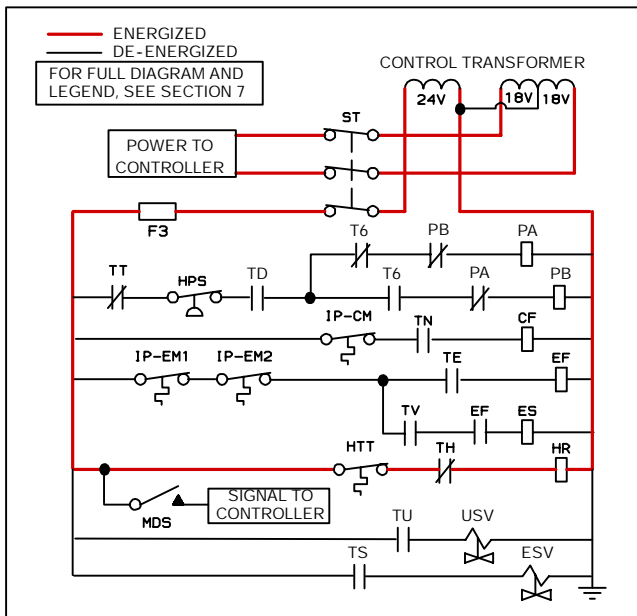 ENERGIZED
DE-ENERGIZED
FOR FULL DIAGRAM AND
LEGEND, SEE SECTION 7
CONTROL TRANSFORMER
24V
18V
18V
ST
POWER TO
CONTROLLER
F3
T6
PB
PA
TT
HPS
TD
T6
PA
PB
IP-CM
TN
CF
IP-EM1
IP-EM2
TE
EF
TV
EF
ES
HTT
TH
HR
MDS
SIGNAL TO
CONTROLLER
TU
USV
TS
ESV